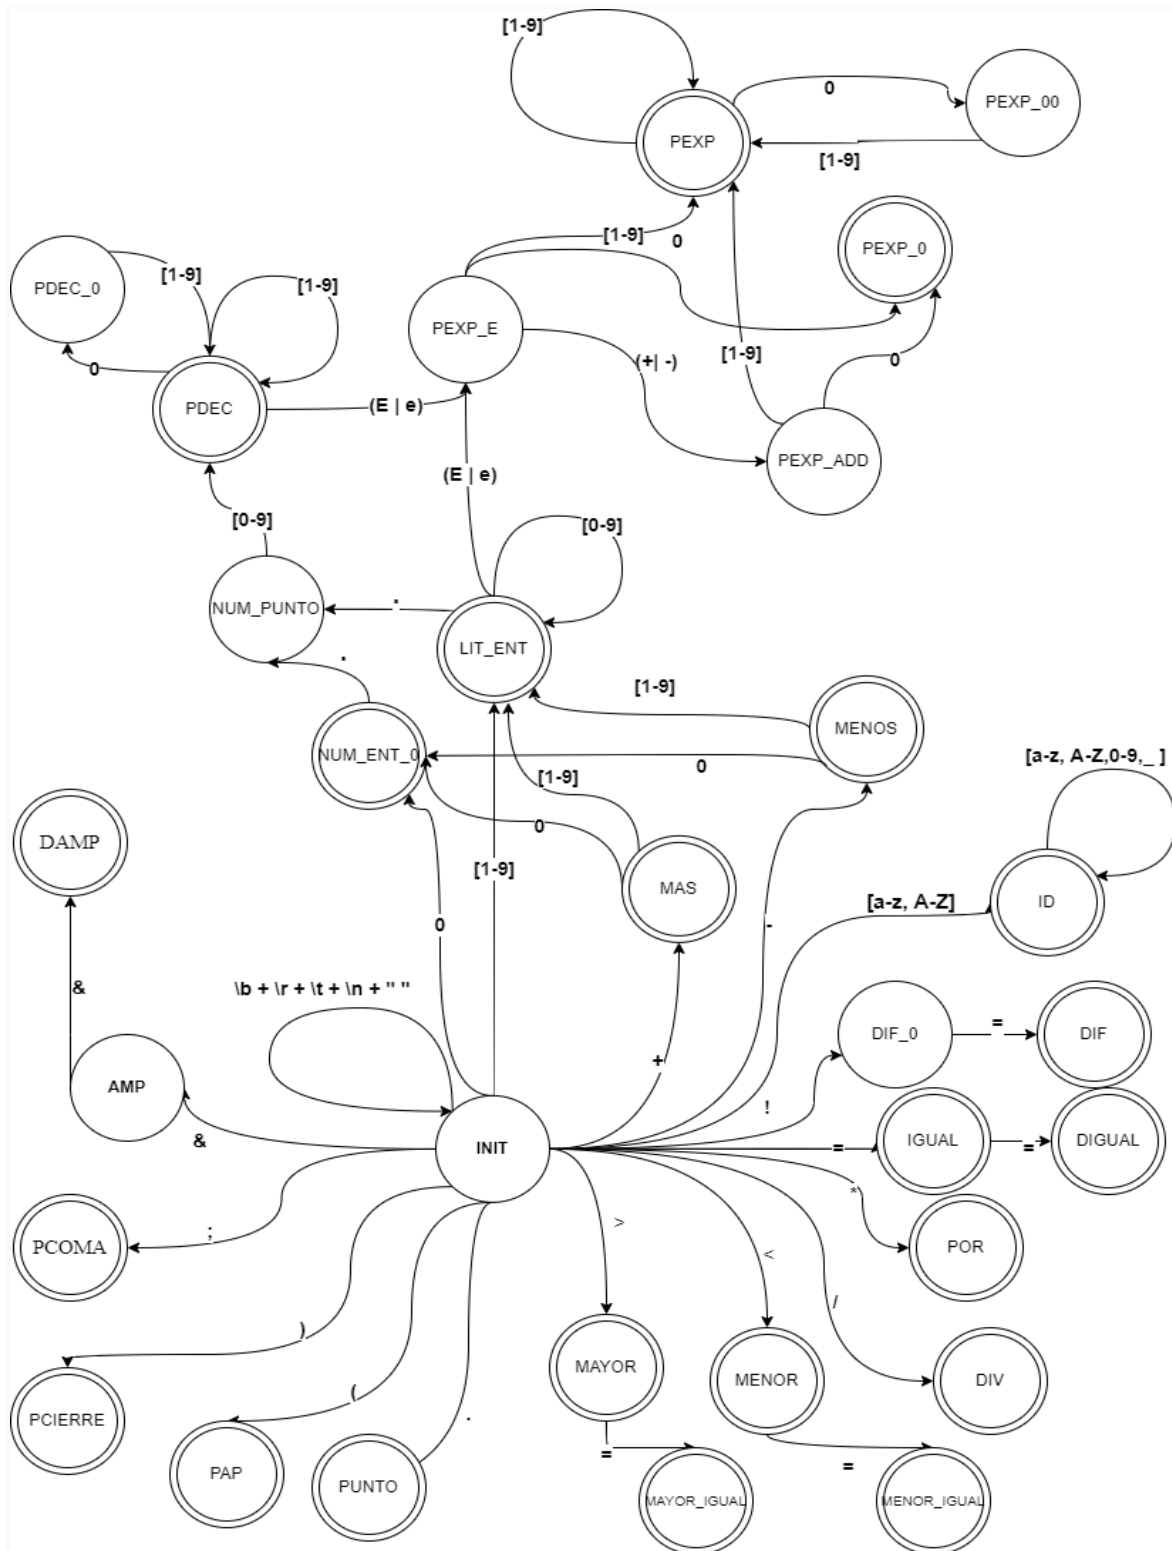 [1-9]
0
PEXP_00
PEXP
[1-9]
[1-9]
0
PEXP_0
PDEC_0
[1-9]
[1-9]
PEXP_E
(+| -)
[1-9]
0
0
PDEC
(E | e)
PEXP_ADD
(E | e)
[0-9]
[0-9]
NUM_PUNTO
.
LIT_ENT
.
[1-9]
MENOS
NUM_ENT_0
0
[a-z, A-Z,0-9,_ ]
[1-9]
0
DAMP
[1-9]
MAS
[a-z, A-Z]
ID
0
-
&
\b + \r + \t + \n + " "
=
DIF_0
DIF
+
AMP
!
&
INIT
=
IGUAL
=
DIGUAL
*
;
PCOMA
>
<
POR
/
)
MAYOR
MENOR
DIV
(
.
PCIERRE
PAP
PUNTO
=
=
MAYOR_IGUAL
MENOR_IGUAL